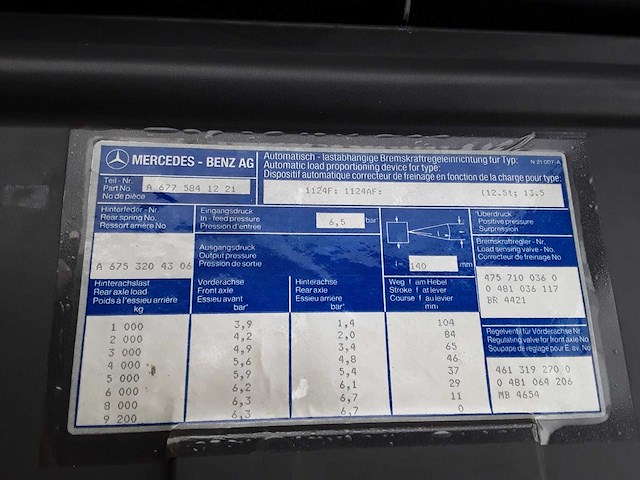 MERCEDES - BENZ AG
Automatisch - lastabhängige Bremskraftregeleinrichtung für Typ:
Automatic load proportioning device for type:
Dispositif automatique correcteur de freinage en fonction de la charge pour type:
N 21 007-A
Teil - Nr.
Part No.
No de pièce
A 677 584 12 21
1124F: 1124AF: (12.5t; 13.5
Hinterfeder - Nr.
Rear spring No.
Ressort arrière No
A 675 320 43 06
Eingangsdruck
In - feed pressure
Pression d'entrée
6,5 bar*
Ausgangsdruck
Output pressure
Pression de sortie
l = 140 mm
*Überdruck
Positive pressure
Surpression
Bremskraftregler - Nr.
Load sensing valve - No.
Correcteur de freinage No
475 710 036 0
0 481 036 117
BR 4421
Hinterachslast
Rear axle load
Poids à l'essieu arrière
kg
Vorderachse
Front axle
Essieu avant
bar*
Hinterachse
Rear axle
Essieu arrière
bar*
Weg f am Hebel
Stroke f at lever
Course f au levier
mm
1 000 3,9 1,4 104
2 000 4,2 2,0 84
3 000 4,9 3,4 65
4 000 5,6 4,8 46
5 000 5,9 5,4 37
6 000 6,2 6,1 29
8 000 6,3 6,7 11
9 200 6,3 6,7 0
Regelventil für Vorderachse Nr
Regulating valve for front axle No
Soupape de réglage pour E. av. No
461 319 270 0
0 481 064 206
MB 4654